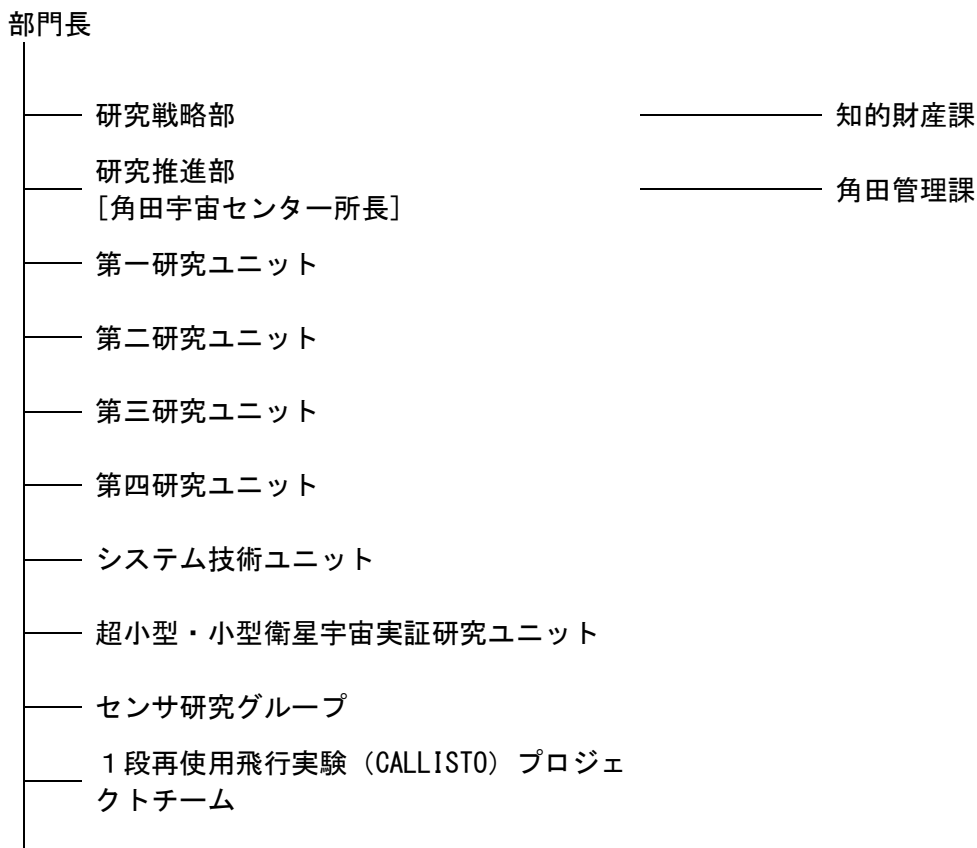 部門長
研究戦略部
知的財産課
研究推進部
[角田宇宙センター所長]
角田管理課
第一研究ユニット
第二研究ユニット
第三研究ユニット
第四研究ユニット
システム技術ユニット
超小型・小型衛星宇宙実証研究ユニット
センサ研究グループ
１段再使用飛行実験（CALLISTO）プロジェ
クトチーム